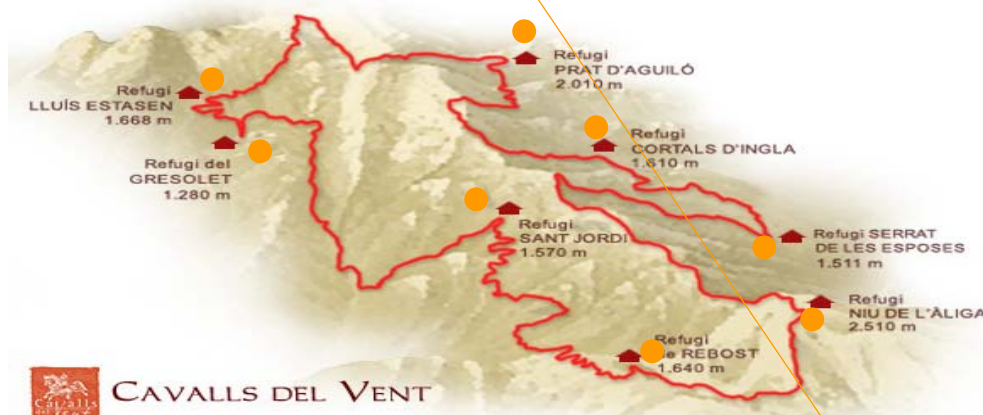 Refugi
PRAT D'AGUILÓ
2.010 m
Refugi
LLUÍS ESTASEN
1.668 m
Refugi
CORTALS D'INGLA
1.610 m
Refugi del
GRESOLET
1.280 m
Refugi
SANT JORDI
1.570 m
Refugi SERRAT
DE LES ESPOSES
1.511 m
Refugi
NIU DE L'ÀLIGA
2.510 m
Refugi
REBOST
1.640 m
CAVALLS DEL VENT
Cavalls